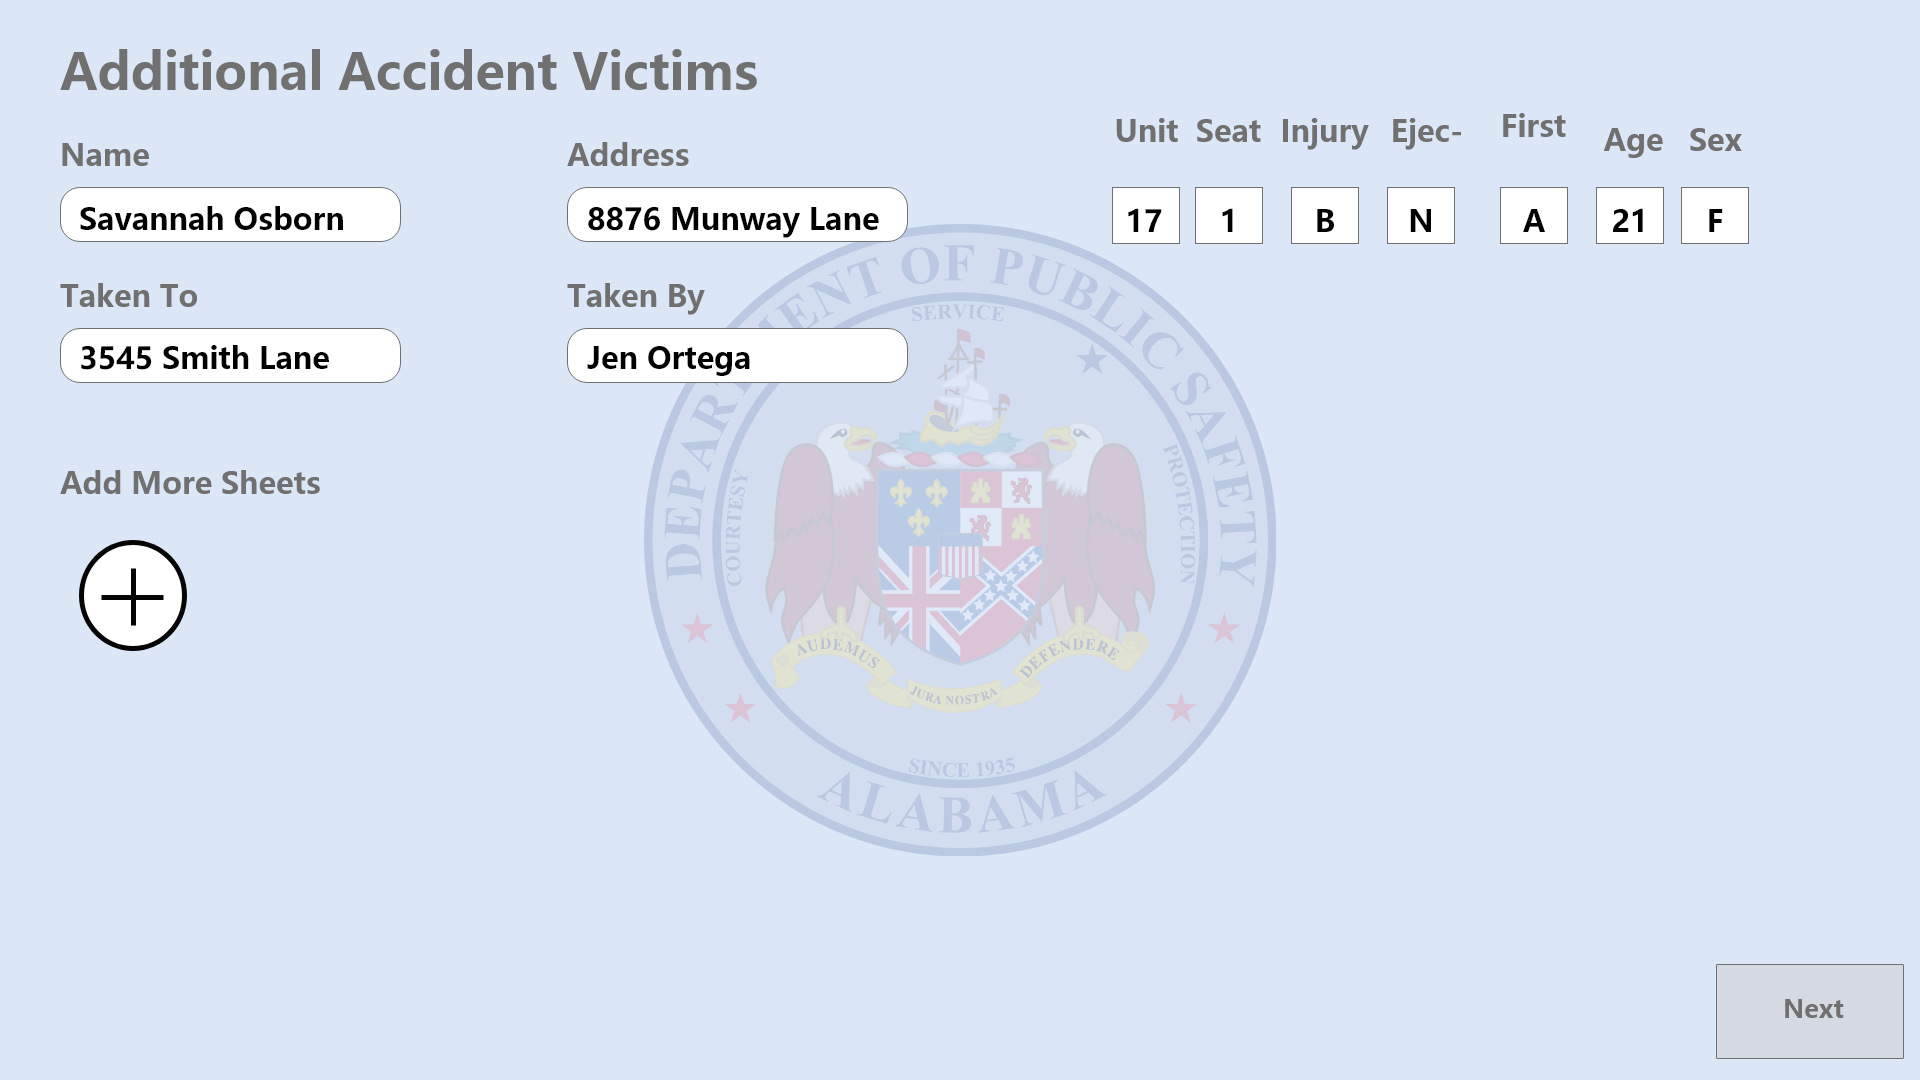 Additional Accident Victims
Name
Address
Unit Seat Injury Ejec- First Age Sex
Savannah Osborn
8876 Munway Lane
17 1 B N A 21 F
Taken To
Taken By
3545 Smith Lane
Jen Ortega
Add More Sheets
DEPARTMENT OF PUBLIC SAFETY
SERVICE
COURTESY
PROTECTION
AUDEMUS
JURA NOSTRA
DEFENDERE
SINCE 1935
ALABAMA
Next